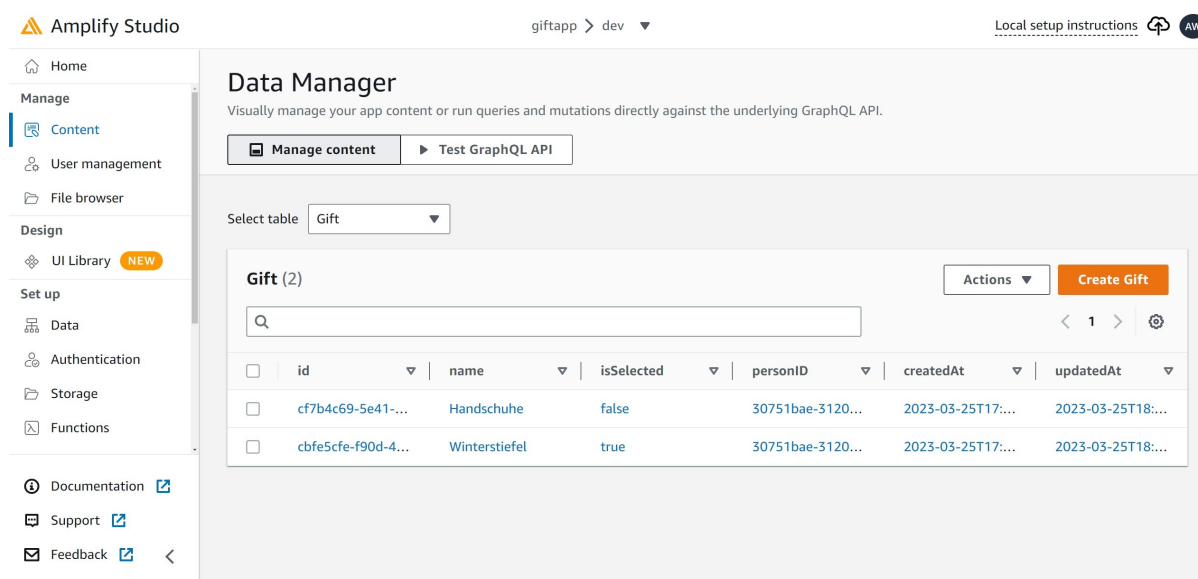 Amplify Studio
giftapp > dev
Local setup instructions
AW
Home
Manage
Content
User management
File browser
Design
UI Library NEW
Set up
Data
Authentication
Storage
Functions
Documentation
Support
Feedback
Data Manager
Visually manage your app content or run queries and mutations directly against the underlying GraphQL API.
Manage content
Test GraphQL API
Select table Gift
Gift (2)
Actions
Create Gift
1
id name isSelected personID createdAt updatedAt
cf7b4c69-5e41-... Handschuhe false 30751bae-3120... 2023-03-25T17:... 2023-03-25T18:...
cbfe5cfe-f90d-4... Winterstiefel true 30751bae-3120... 2023-03-25T17:... 2023-03-25T18:...